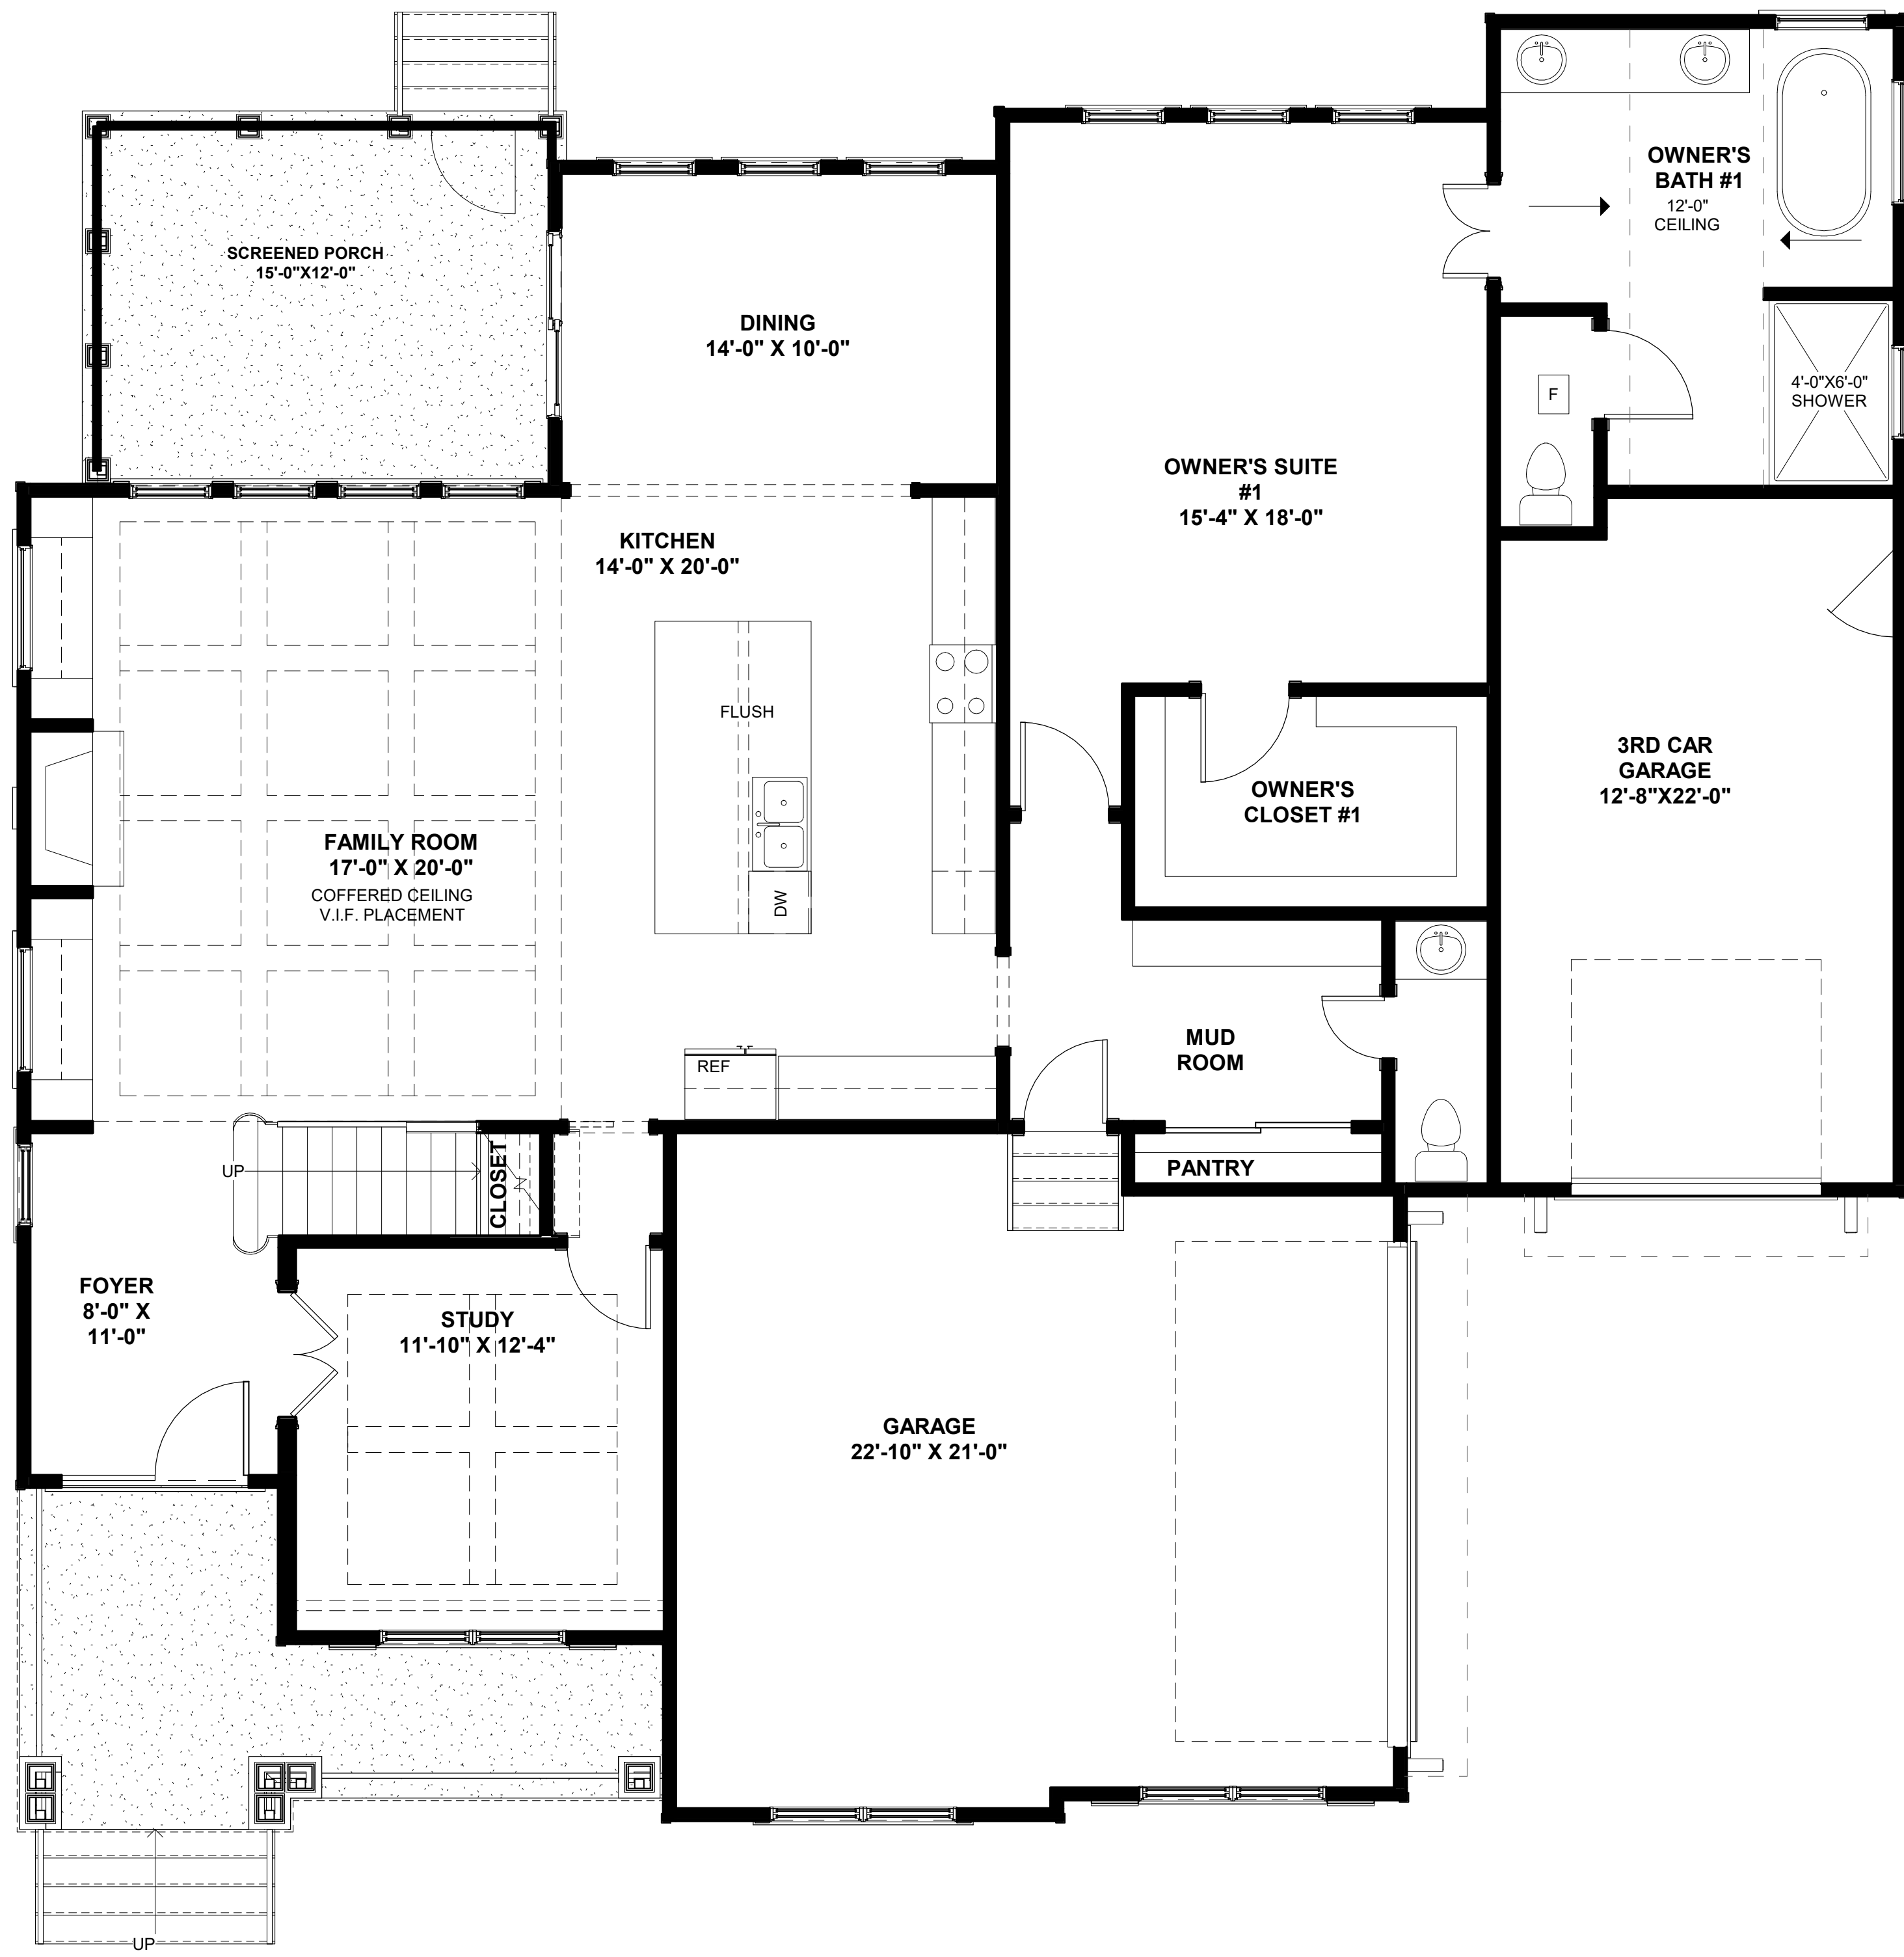 OWNER'S
BATH #1
12'-0"
CEILING
SCREENED PORCH
15'-0"X12'-0"
DINING
14'-0" X 10'-0"
F
4'-0"X6'-0"
SHOWER
OWNER'S SUITE
#1
15'-4" X 18'-0"
KITCHEN
14'-0" X 20'-0"
FLUSH
3RD CAR
GARAGE
12'-8"X22'-0"
OWNER'S
CLOSET #1
FAMILY ROOM
17'-0" X 20'-0"
COFFERED CEILING
V.I.F. PLACEMENT
DW
MUD
ROOM
REF
UP
CLOSET
PANTRY
FOYER
8'-0" X
11'-0"
STUDY
11'-10" X 12'-4"
GARAGE
22'-10" X 21'-0"
UP